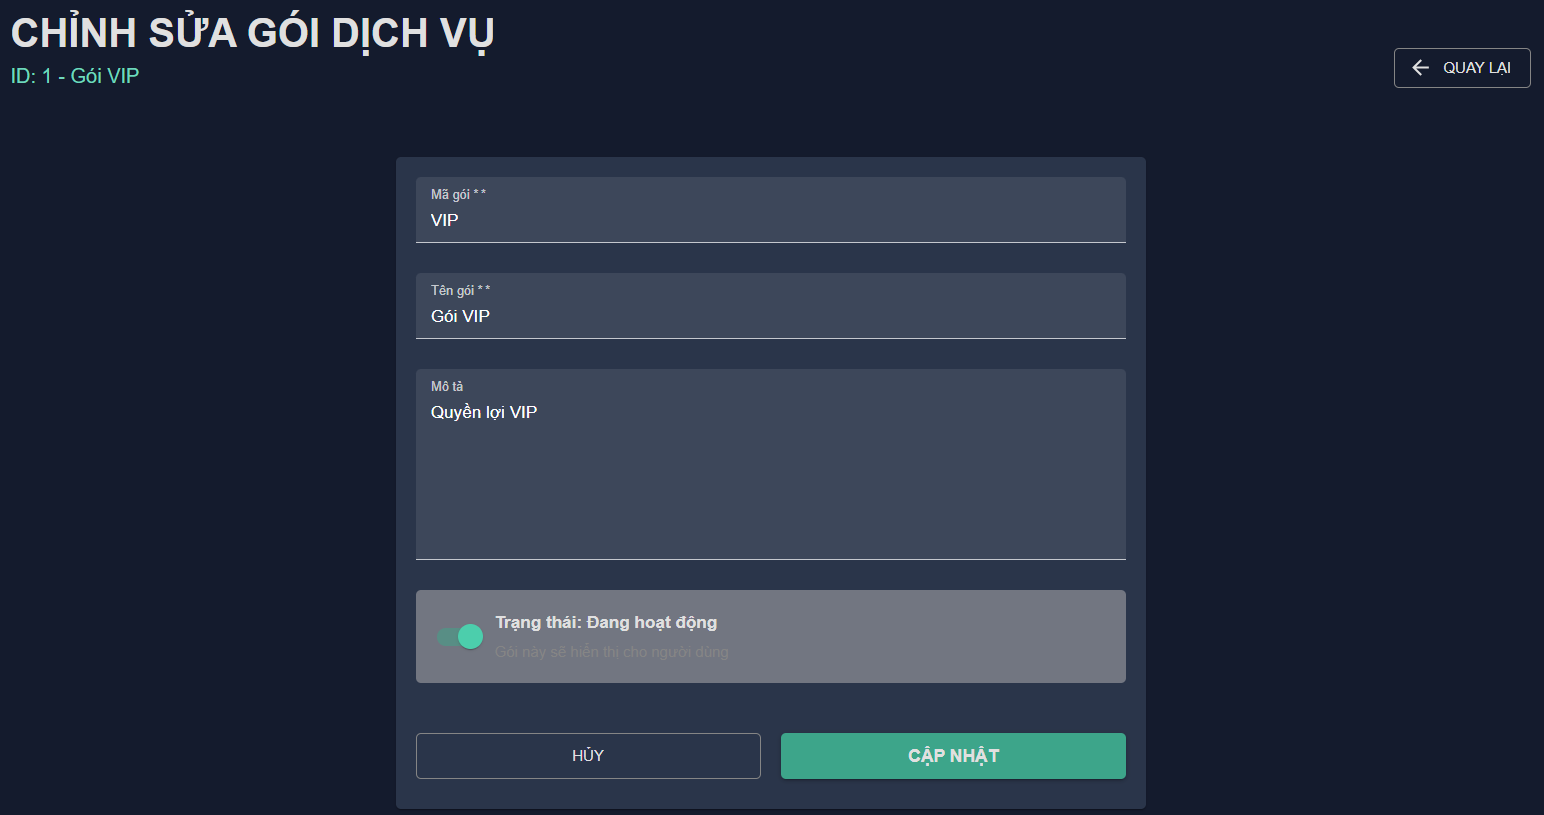 CHỈNH SỬA GÓI DỊCH VỤ
ID: 1 - Gói VIP
QUAY LẠI
Mã gói * *
VIP
Tên gói * *
Gói VIP
Mô tả
Quyền lợi VIP
Trạng thái: Đang hoạt động
Gói này sẽ hiển thị cho người dùng
HỦY
CẬP NHẬT